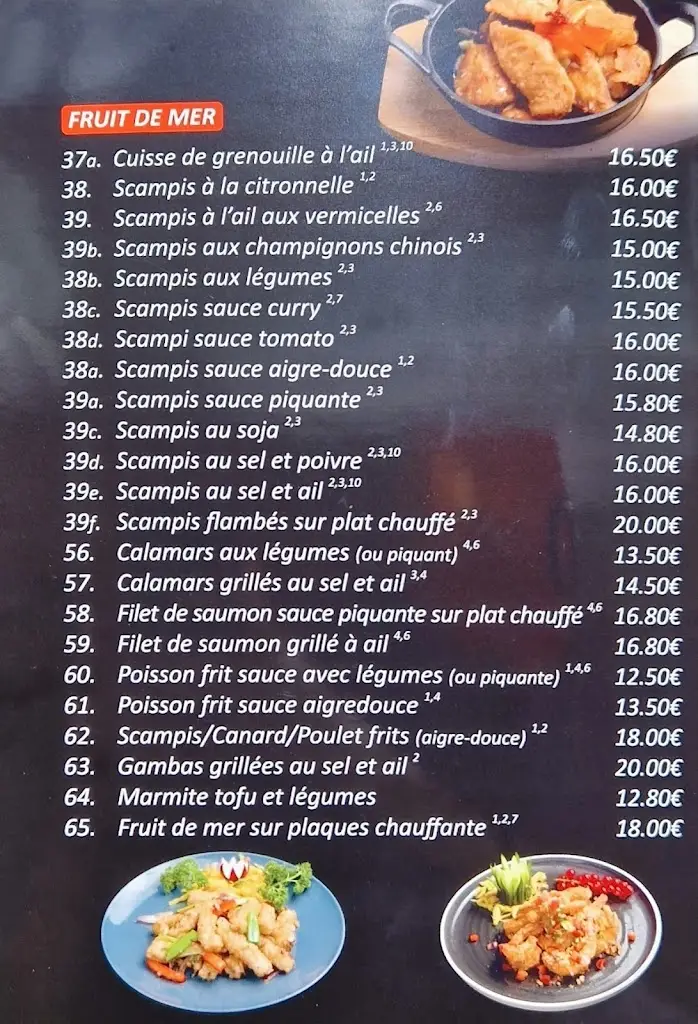 FRUIT DE MER
37a. Cuisse de grenouille à l'ail 1,3,10 16.50€
38. Scampis à la citronnelle 1,2 16.00€
39. Scampis à l'ail aux vermicelles 2,6 16.50€
39b. Scampis aux champignons chinois 2,3 15.00€
38b. Scampis aux légumes 2,3 15.00€
38c. Scampis sauce curry 2,7 15.50€
38d. Scampi sauce tomato 2,3 16.00€
38a. Scampis sauce aigre-douce 1,2 16.00€
39a. Scampis sauce piquante 2,3 15.80€
39c. Scampis au soja 2,3 14.80€
39d. Scampis au sel et poivre 2,3,10 16.00€
39e. Scampis au sel et ail 2,3,10 16.00€
39f. Scampis flambés sur plat chauffé 2,3 20.00€
56. Calamars aux légumes (ou piquant) 4,6 13.50€
57. Calamars grillés au sel et ail 3,4 14.50€
58. Filet de saumon sauce piquante sur plat chauffé 4,6 16.80€
59. Filet de saumon grillé à ail 4,6 16.80€
60. Poisson frit sauce avec légumes (ou piquante) 1,4,6 12.50€
61. Poisson frit sauce aigredouce 1,4 13.50€
62. Scampis/Canard/Poulet frits (aigre-douce) 1,2 18.00€
63. Gambas grillées au sel et ail 2 20.00€
64. Marmite tofu et légumes 12.80€
65. Fruit de mer sur plaques chauffante 1,2,7 18.00€